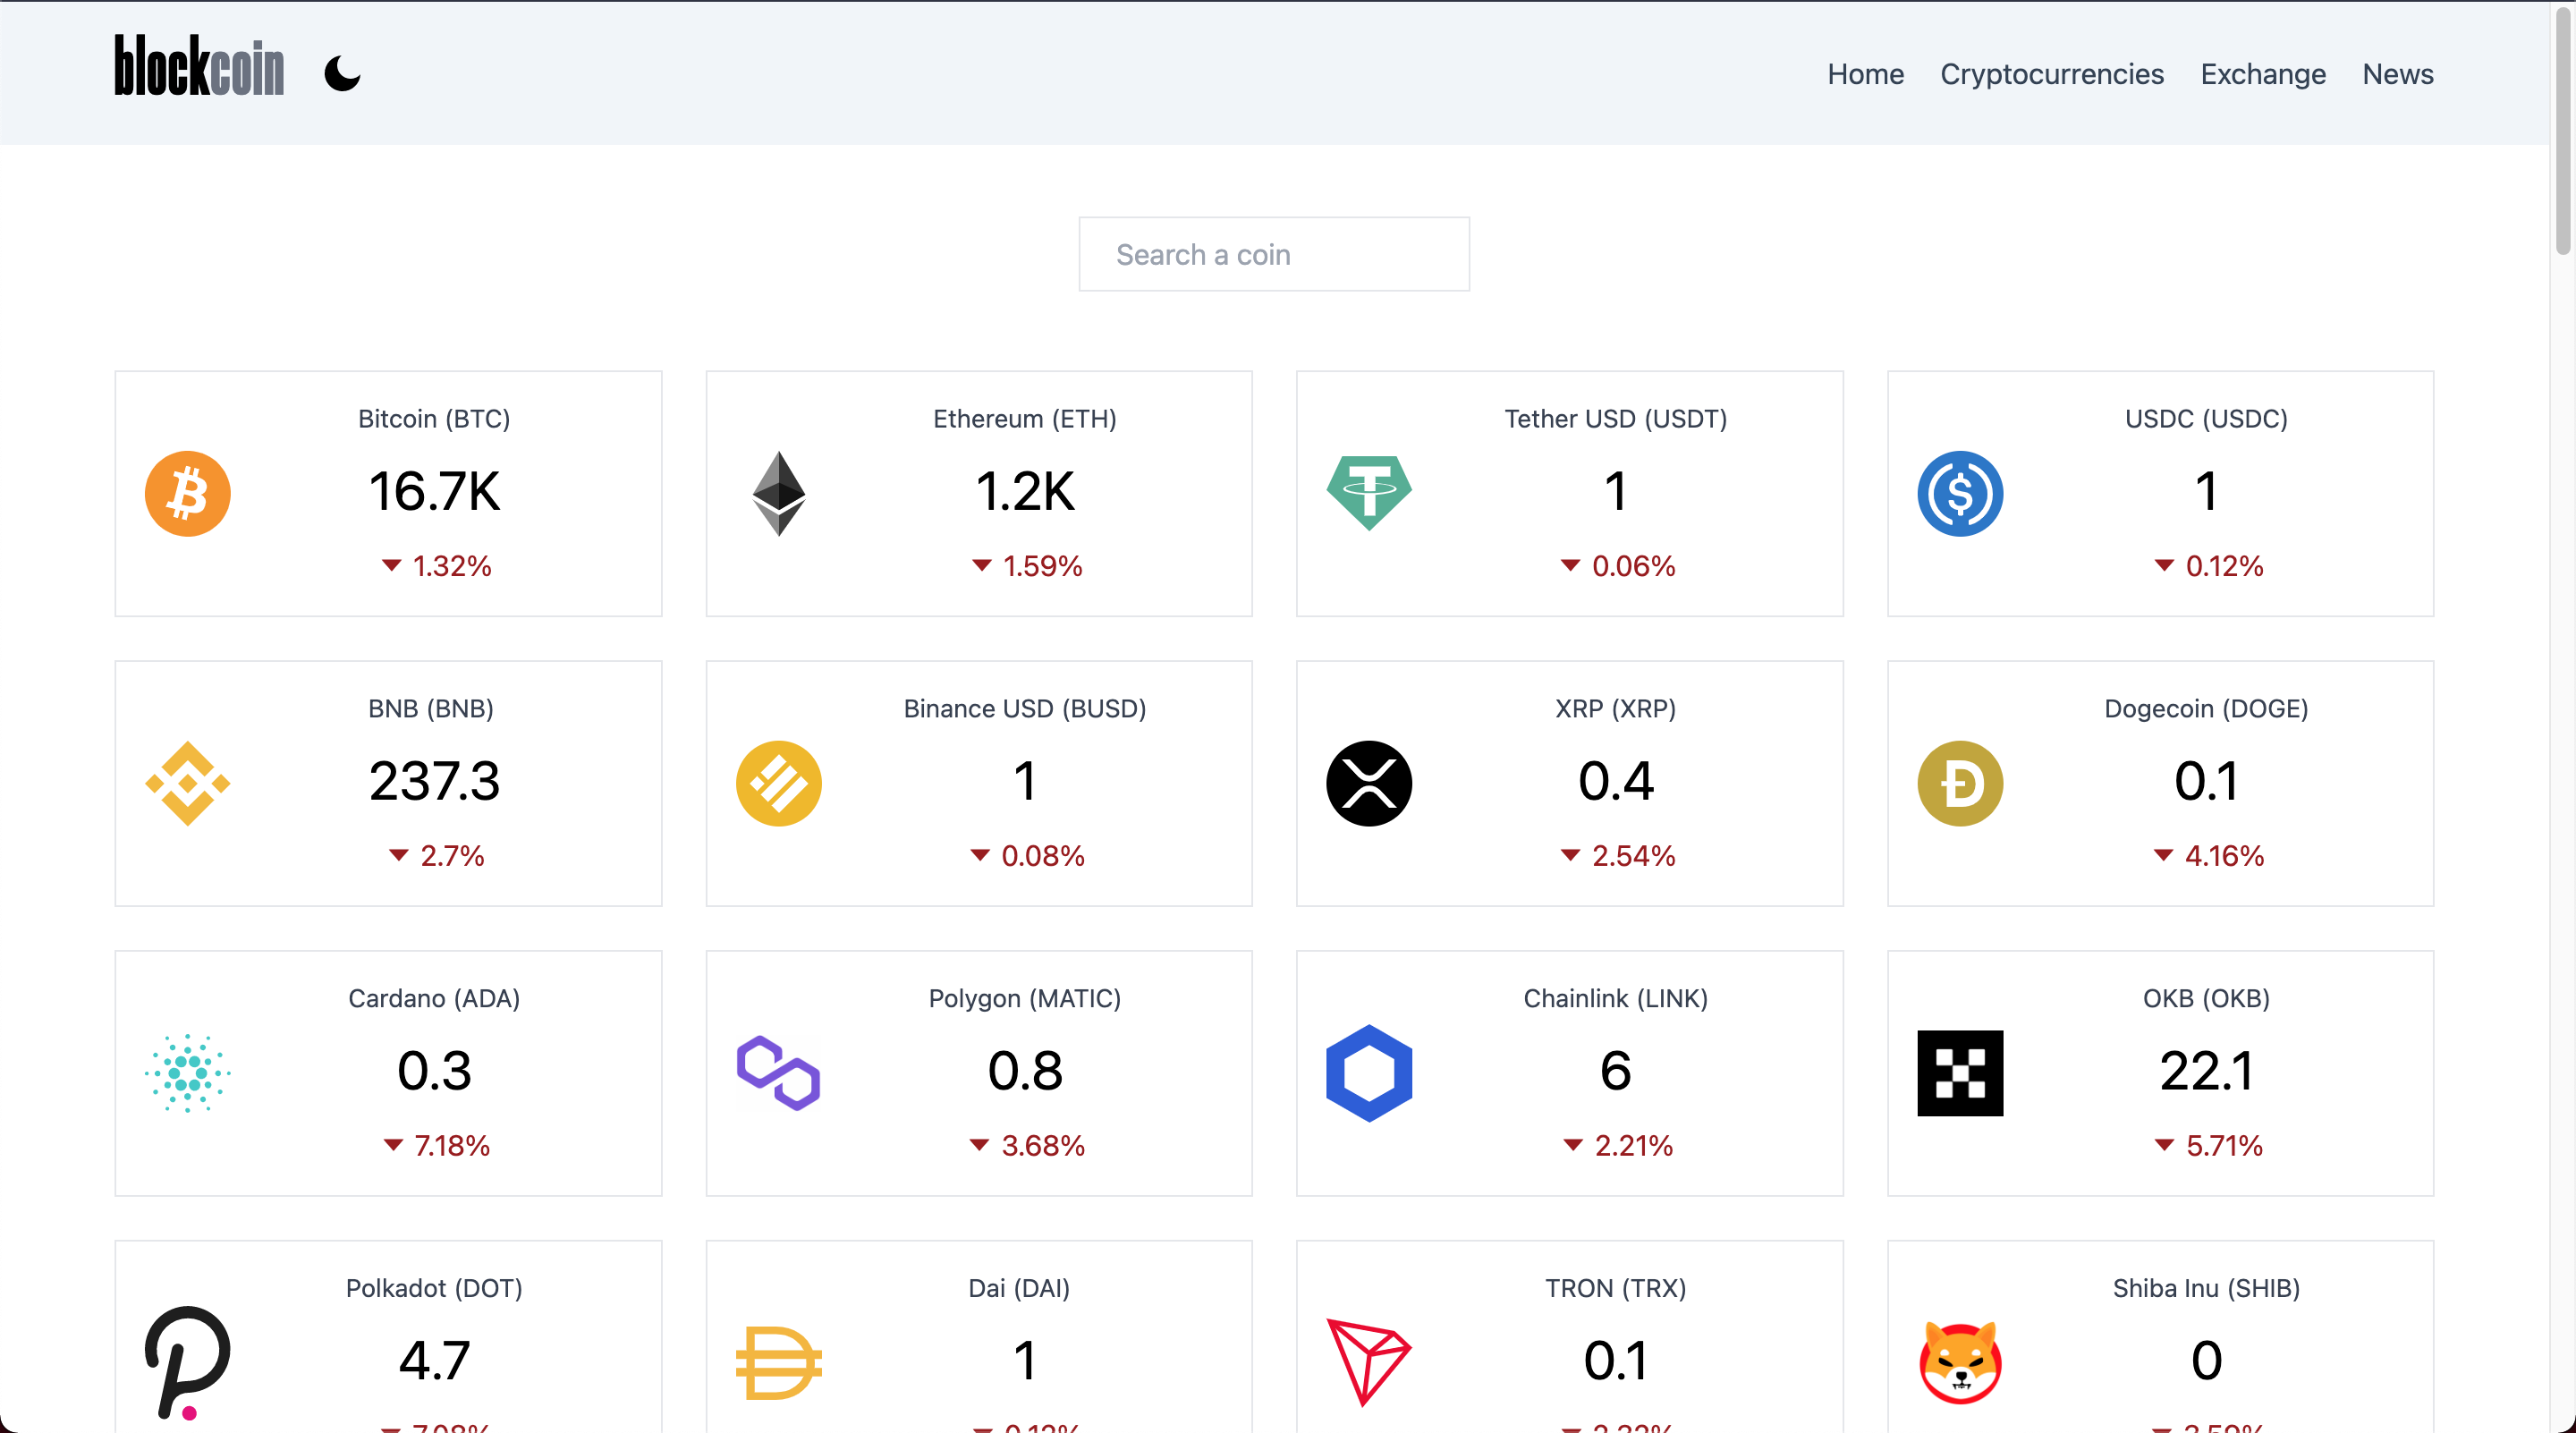 blockcoin
Home Cryptocurrencies Exchange News
Search a coin
Bitcoin (BTC)
16.7K
1.32%
Ethereum (ETH)
1.2K
1.59%
Tether USD (USDT)
1
0.06%
USDC (USDC)
1
0.12%
BNB (BNB)
237.3
2.7%
Binance USD (BUSD)
1
0.08%
XRP (XRP)
0.4
2.54%
Dogecoin (DOGE)
0.1
4.16%
Cardano (ADA)
0.3
7.18%
Polygon (MATIC)
0.8
3.68%
Chainlink (LINK)
6
2.21%
OKB (OKB)
22.1
5.71%
Polkadot (DOT)
4.7
Dai (DAI)
1
TRON (TRX)
0.1
Shiba Inu (SHIB)
0